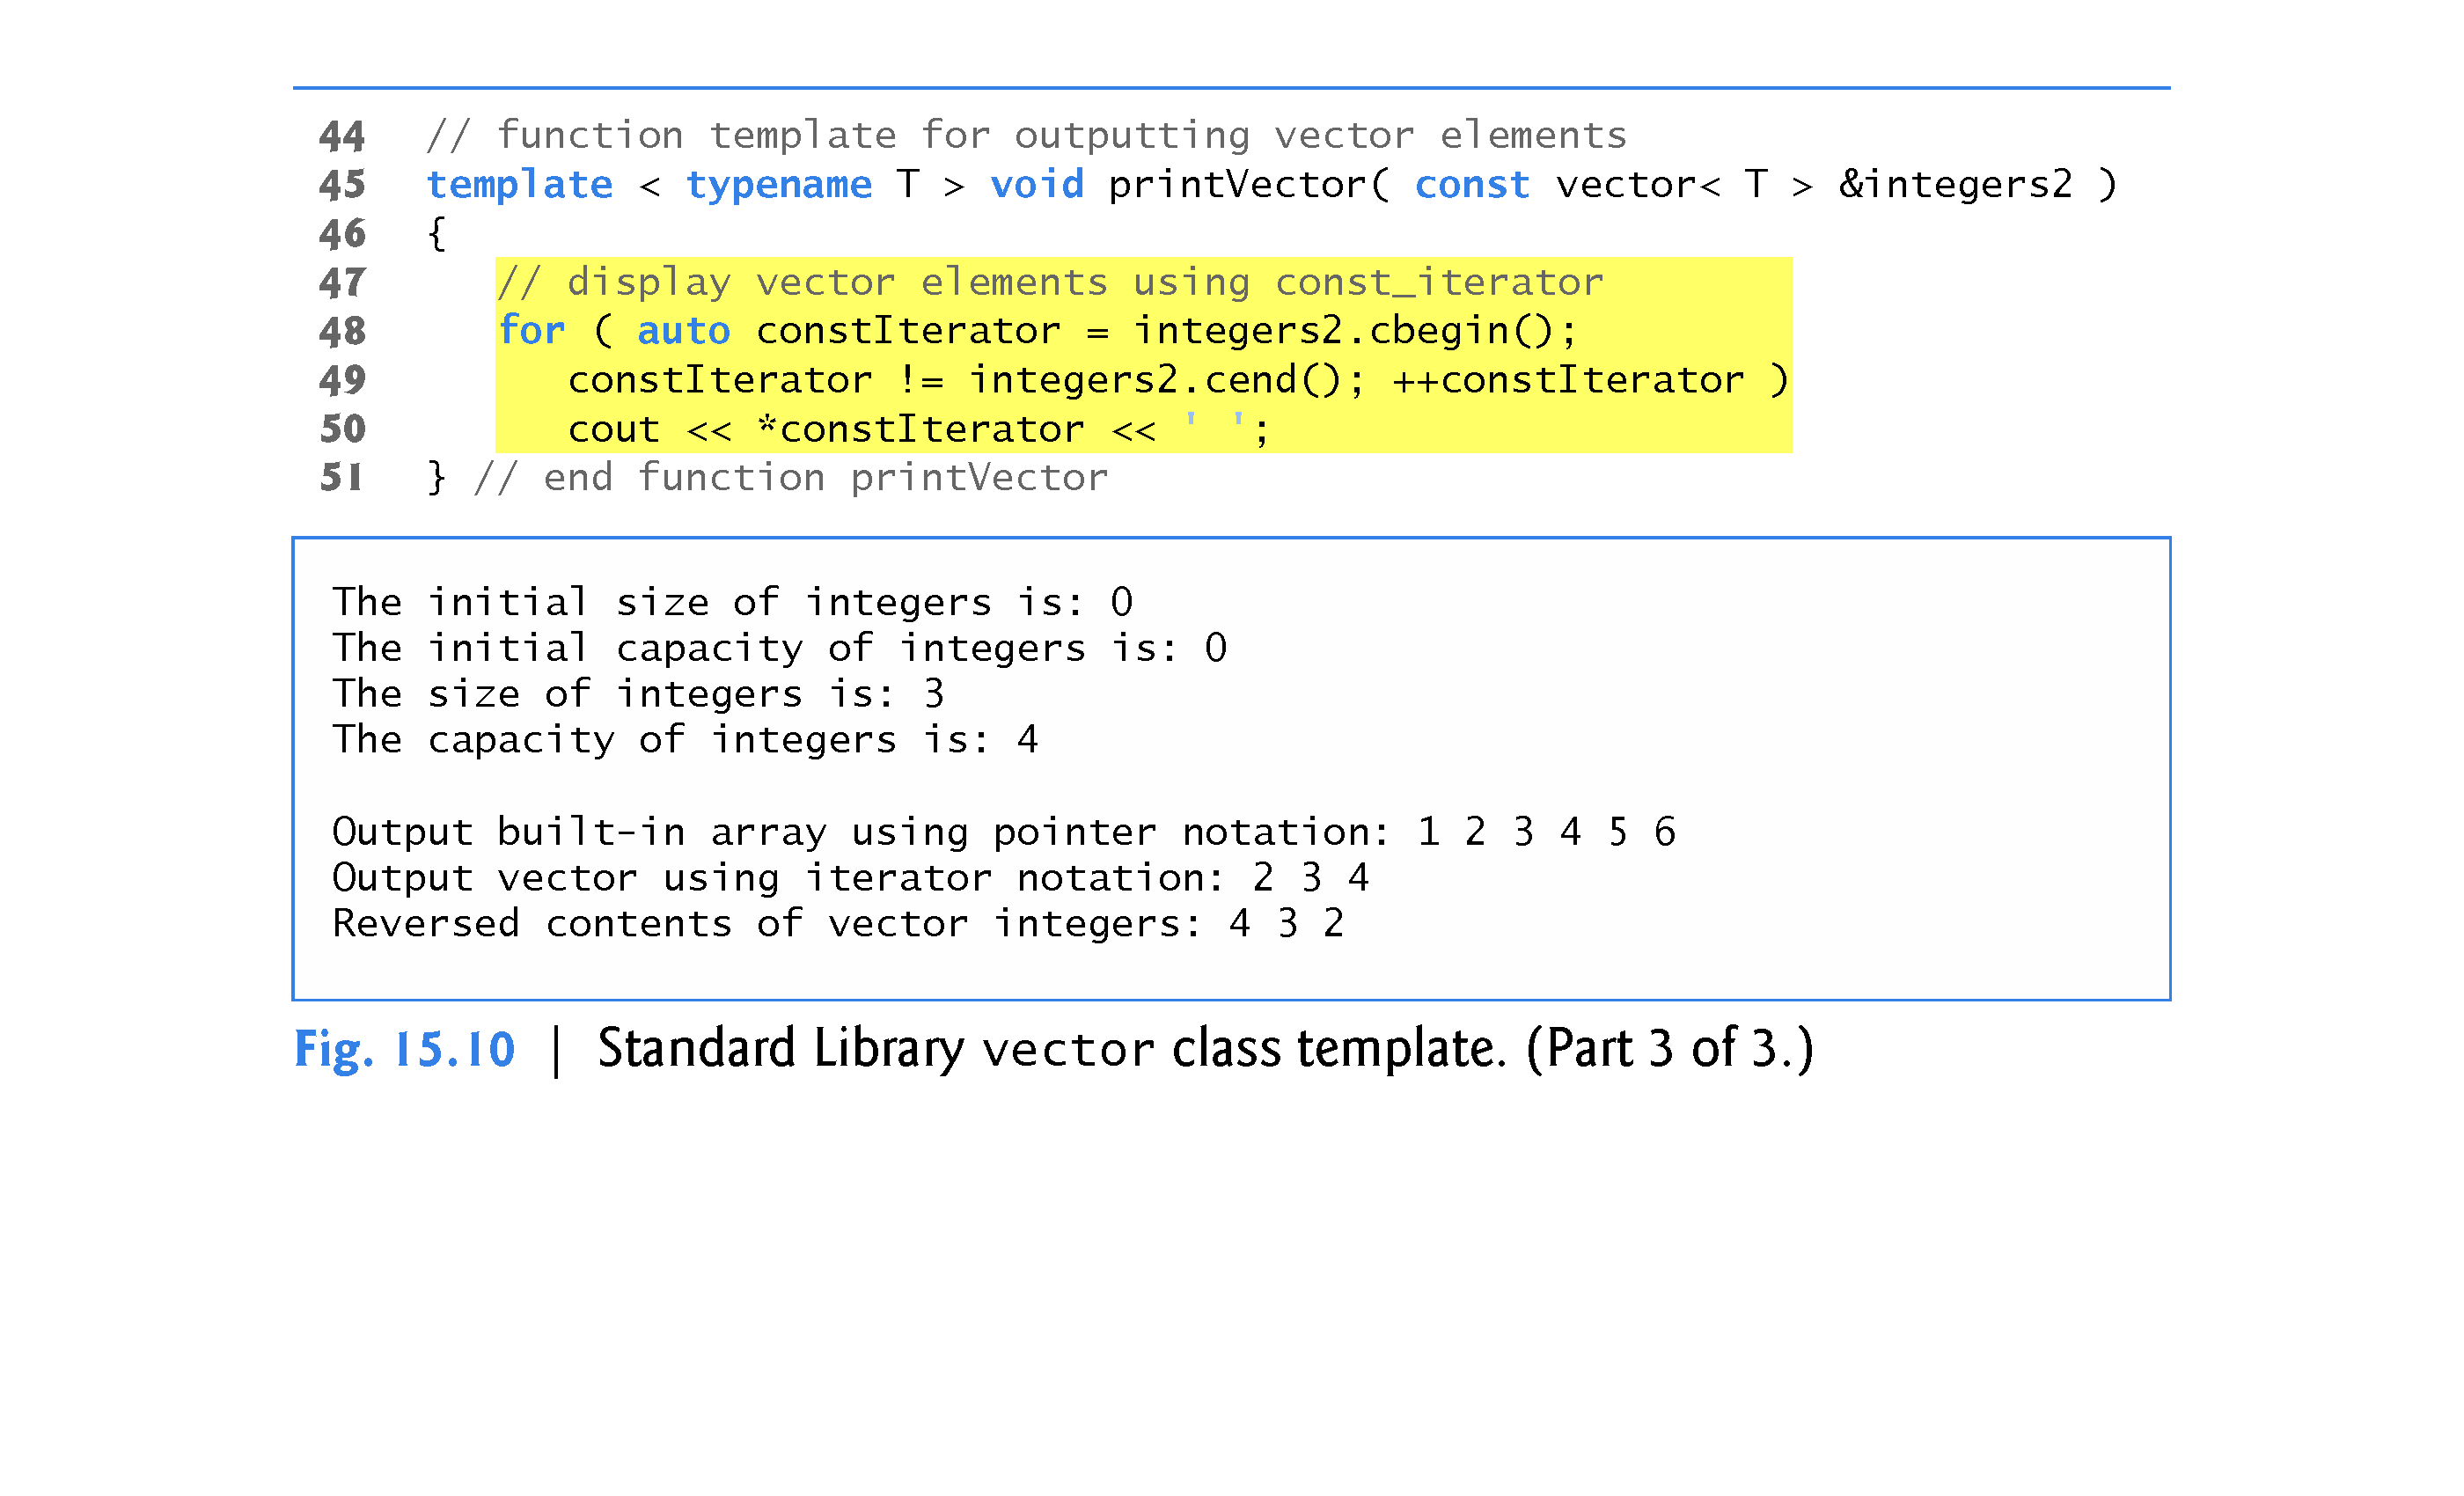 44 // function template for outputting vector elements
45 template < typename T > void printVector( const vector< T > &integers2 )
46 {
47 // display vector elements using const_iterator
48 for ( auto constIterator = integers2.cbegin();
49 constIterator != integers2.cend(); ++constIterator )
50 cout << *constIterator << ' ';
51 } // end function printVector
The initial size of integers is: 0
The initial capacity of integers is: 0
The size of integers is: 3
The capacity of integers is: 4
Output built-in array using pointer notation: 1 2 3 4 5 6
Output vector using iterator notation: 2 3 4
Reversed contents of vector integers: 4 3 2
Fig. 15.10 | Standard Library vector class template. (Part 3 of 3.)